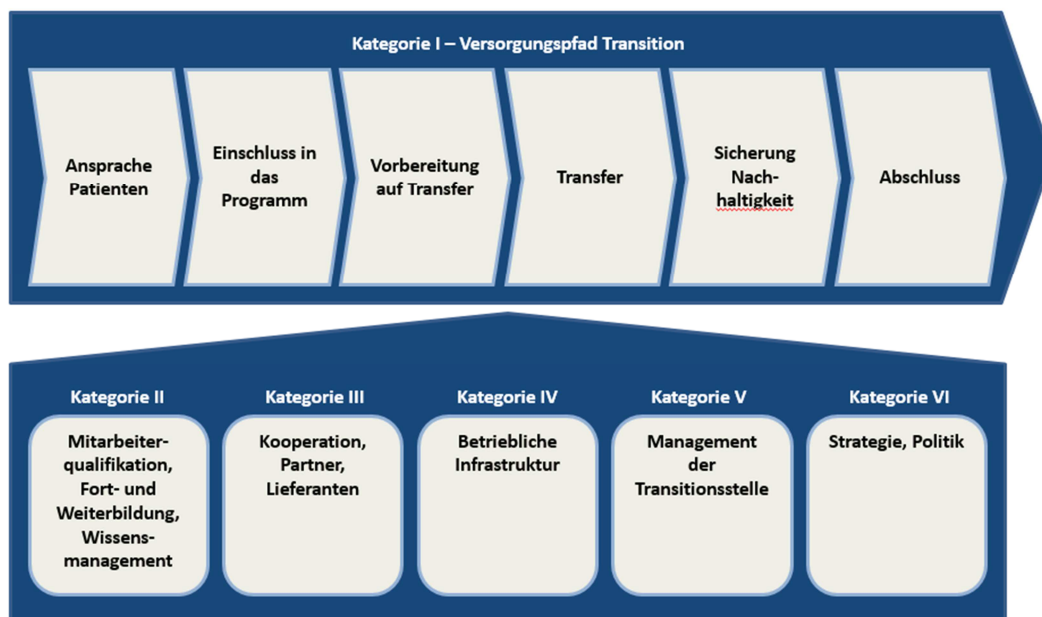 Kategorie I – Versorgungspfad Transition
Ansprache
Patienten
Einschluss in
das
Programm
Vorbereitung
auf Transfer
Transfer
Sicherung
Nach-
haltigkeit
Abschluss
Kategorie II
Mitarbeiter-
qualifikation,
Fort- und
Weiterbildung,
Wissens-
management
Kategorie III
Kooperation,
Partner,
Lieferanten
Kategorie IV
Betriebliche
Infrastruktur
Kategorie V
Management
der
Transitionsstelle
Kategorie VI
Strategie, Politik